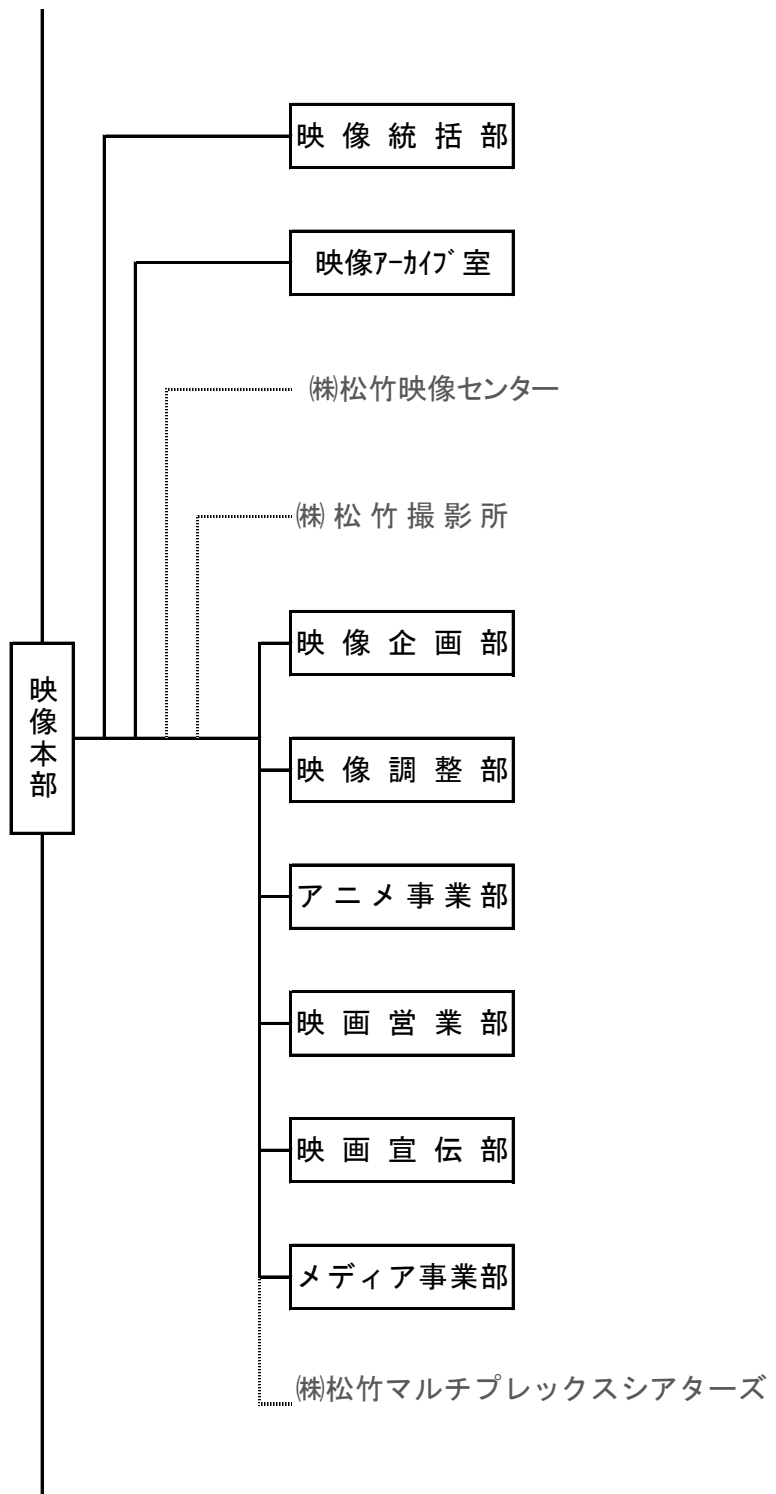 映像統括部
映像ｱｰｶｲﾌﾞ室
㈱松竹映像センター
㈱松竹撮影所
映像企画部
映像本部
映像調整部
アニメ事業部
映画営業部
映画宣伝部
メディア事業部
㈱松竹マルチプレックスシアターズ